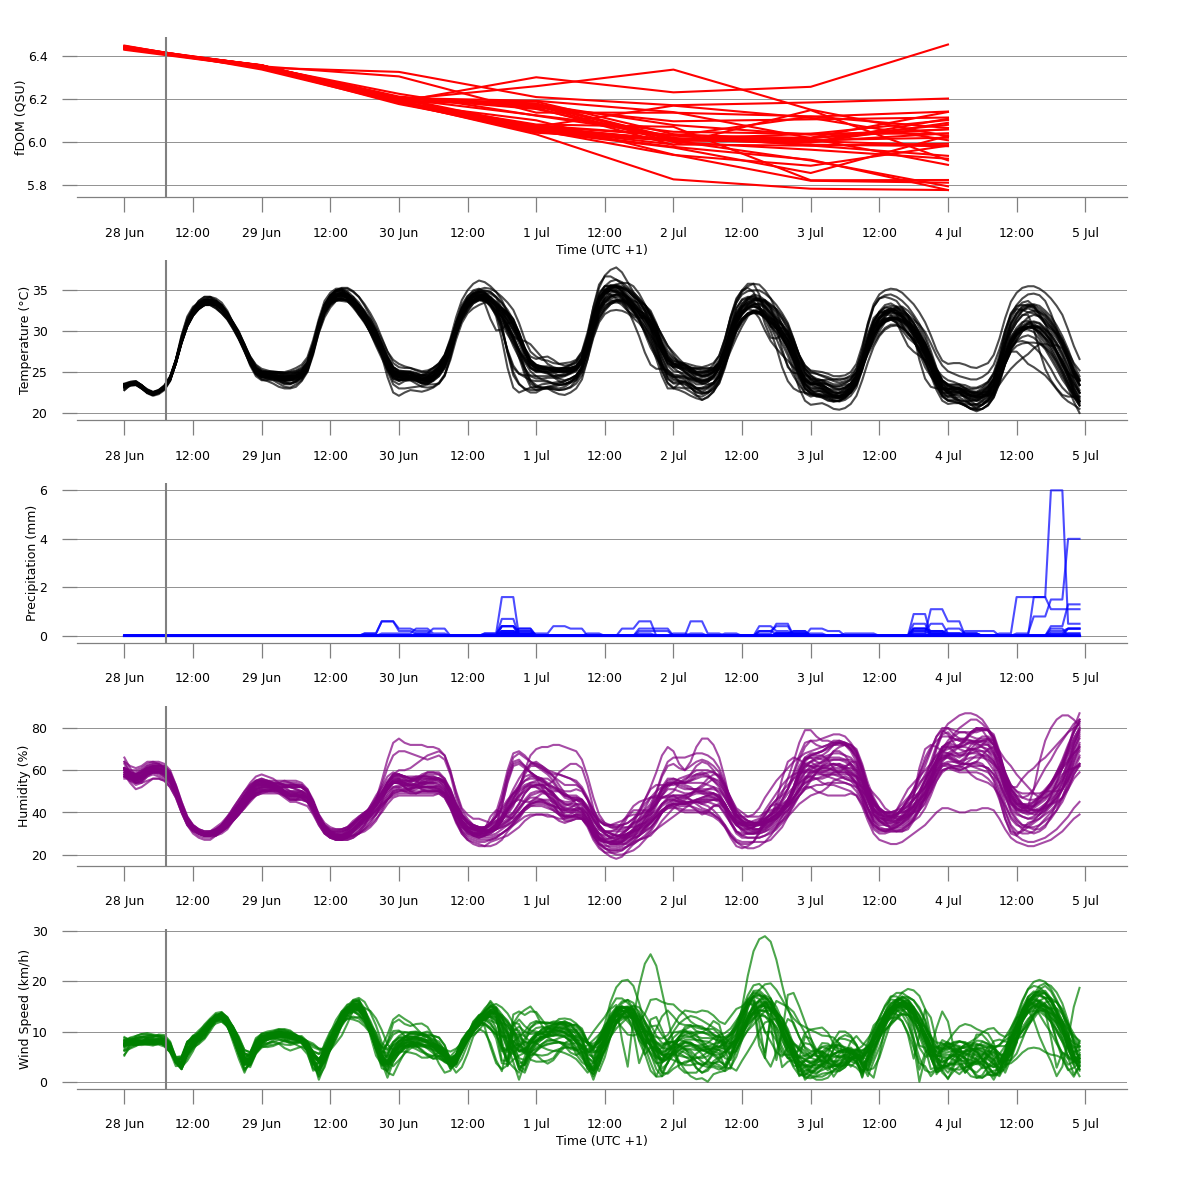 fDOM (QSU)
6.4
6.2
6.0
5.8
28 Jun 12:00 29 Jun 12:00 30 Jun 12:00 1 Jul 12:00 2 Jul 12:00 3 Jul 12:00 4 Jul 12:00 5 Jul
Time (UTC +1)
Temperature (°C)
35
30
25
20
28 Jun 12:00 29 Jun 12:00 30 Jun 12:00 1 Jul 12:00 2 Jul 12:00 3 Jul 12:00 4 Jul 12:00 5 Jul
Precipitation (mm)
6
4
2
0
28 Jun 12:00 29 Jun 12:00 30 Jun 12:00 1 Jul 12:00 2 Jul 12:00 3 Jul 12:00 4 Jul 12:00 5 Jul
Humidity (%)
80
60
40
20
28 Jun 12:00 29 Jun 12:00 30 Jun 12:00 1 Jul 12:00 2 Jul 12:00 3 Jul 12:00 4 Jul 12:00 5 Jul
Wind Speed (km/h)
30
20
10
0
28 Jun 12:00 29 Jun 12:00 30 Jun 12:00 1 Jul 12:00 2 Jul 12:00 3 Jul 12:00 4 Jul 12:00 5 Jul
Time (UTC +1)